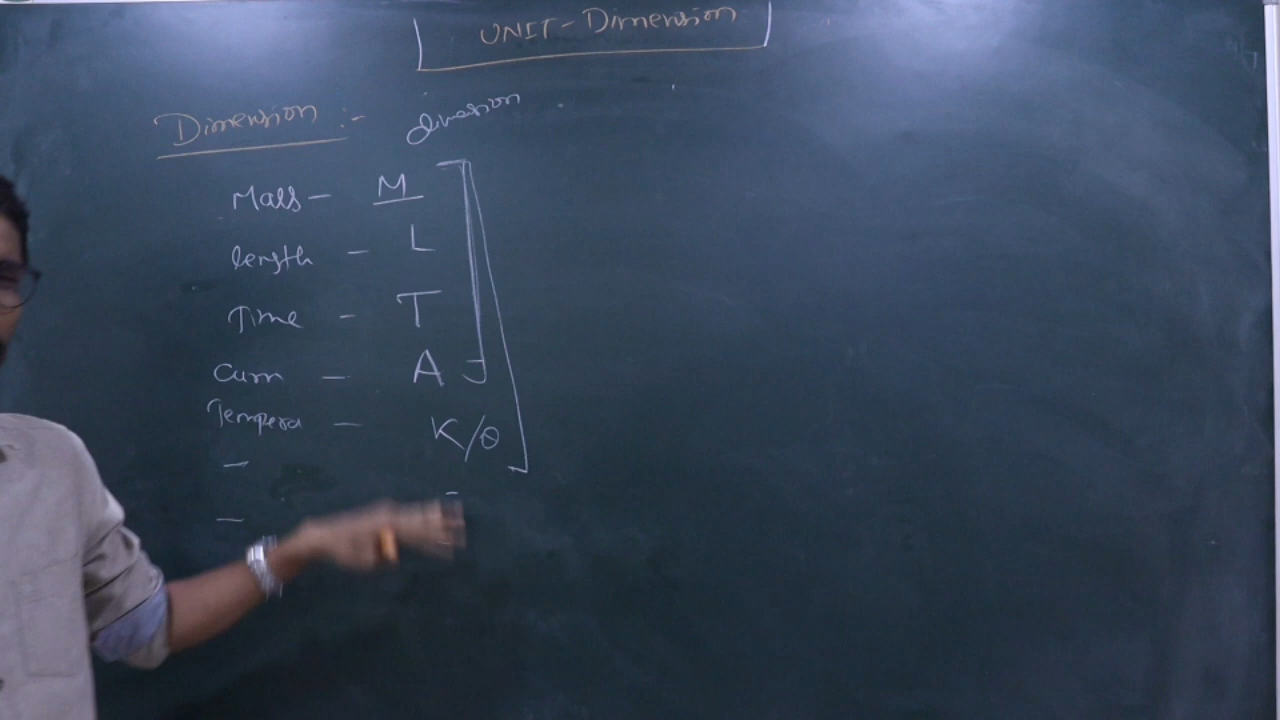 UNIT - Dimension
Dimension :- dimension
Mass - M
length - L
Time - T
Curr - A
Tempera - K/θ
-
-